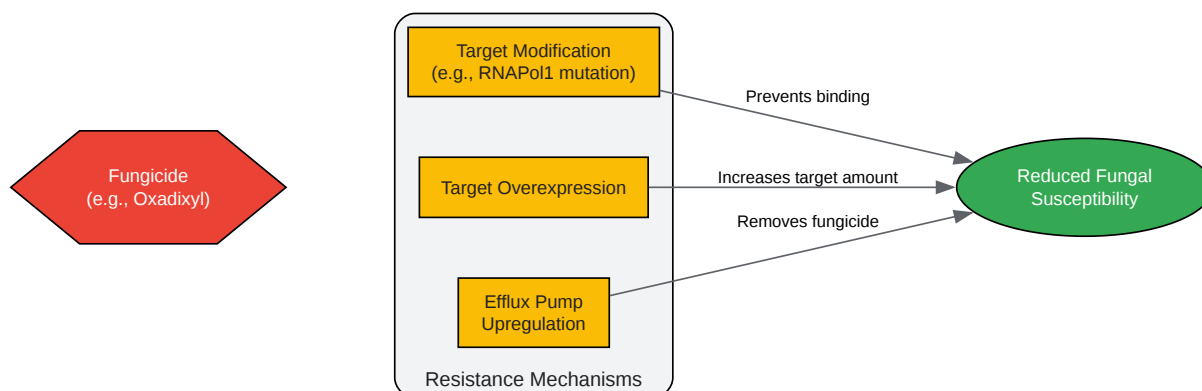 Fungicide
(e.g., Oxadixyl)
Target Modification
(e.g., RNAPol1 mutation)
Target Overexpression
Efflux Pump
Upregulation
Resistance Mechanisms
Prevents binding
Increases target amount
Removes fungicide
Reduced Fungal
Susceptibility